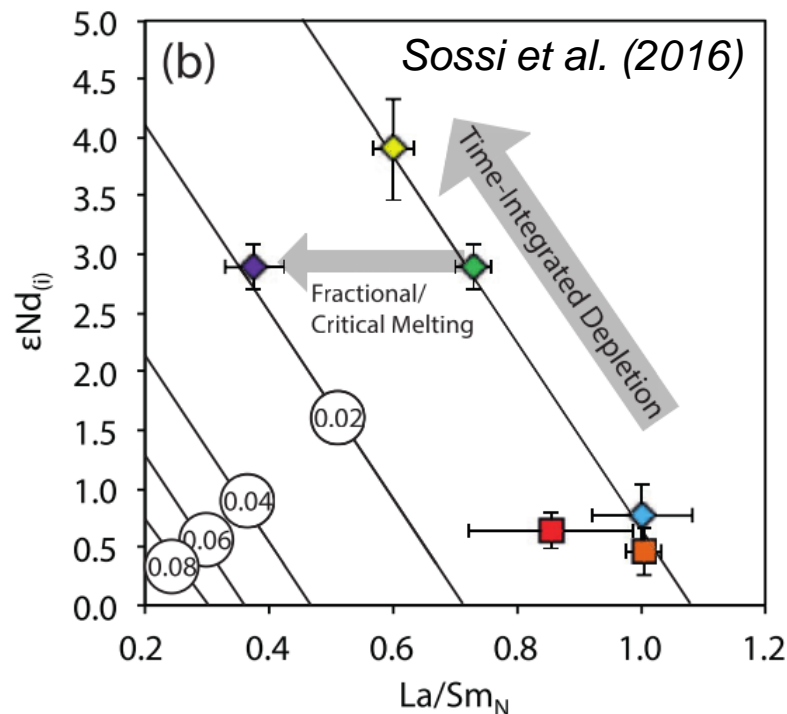 (b)
Sossi et al. (2016)
5.0
4.5
4.0
3.5
3.0
2.5
2.0
1.5
1.0
0.5
0.0
εNd(i)
Time-Integrated Depletion
Fractional/
Critical Melting
0.02
0.04
0.06
0.08
0.2 0.4 0.6 0.8 1.0 1.2
La/SmN